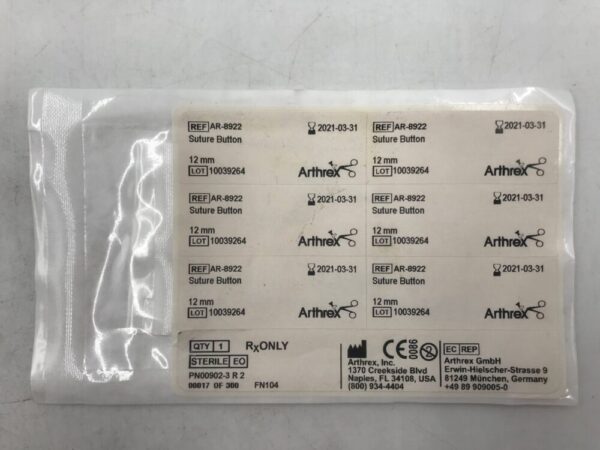 REF AR-8922 2021-03-31
Suture Button
12 mm
LOT 10039264 Arthrex
REF AR-8922 2021-03-31
Suture Button
12 mm
LOT 10039264 Arthrex
REF AR-8922 2021-03-31
Suture Button
12 mm
LOT 10039264 Arthrex
REF AR-8922 2021-03-31
Suture Button
12 mm
LOT 10039264 Arthrex
REF AR-8922 2021-03-31
Suture Button
12 mm
LOT 10039264 Arthrex
REF AR-8922 2021-03-31
Suture Button
12 mm
LOT 10039264 Arthrex
QTY 1 RxONLY
STERILE EO
PN00902-3 R 2
00017 OF 300 FN104
CE 0086
Arthrex, Inc.
1370 Creekside Blvd
Naples, FL 34108, USA
(800) 934-4404
EC REP
Arthrex GmbH
Erwin-Hielscher-Strasse 9
81249 München, Germany
+49 89 909005-0